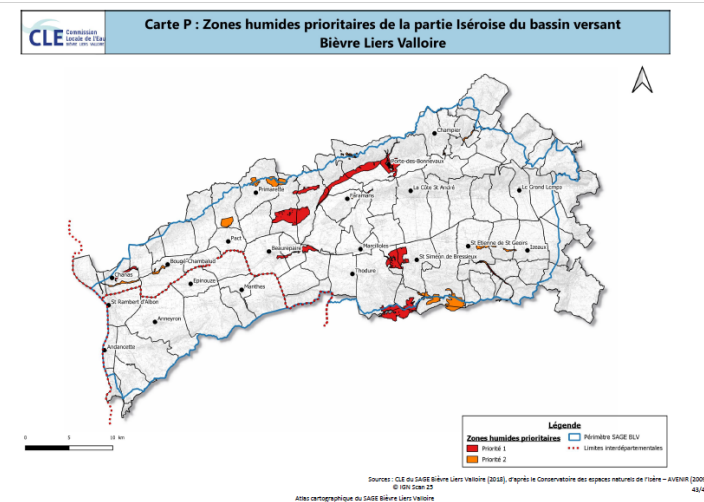 CLE Commission
Locale de l'Eau
BIÈVRE LIERS VALLOIRE
Carte P : Zones humides prioritaires de la partie Iséroise du bassin versant
Bièvre Liers Valloire
Champier
Porte-des-Bonnevaux
Primarette
Faramans
La Côte St André
Le Grand Lemps
Pact
Beaurepaire
Marcilloles
St Etienne de St Geoirs
Izeaux
Bougé-Chambalud
St Siméon de Bressieux
Chanas
Thodure
Epinouze
Manthes
St Rambert d'Albon
Anneyron
Andancette
0 5 10 km
Légende
Zones humides prioritaires
Priorité 1
Priorité 2
Périmètre SAGE BLV
Limites interdépartementales
Sources : CLE du SAGE Bièvre Liers Valloire (2018), d'après le Conservatoire des espaces naturels de l'Isère – AVENIR (2009
© IGN Scan 25
43/4
Atlas cartographique du SAGE Bièvre Liers Valloire